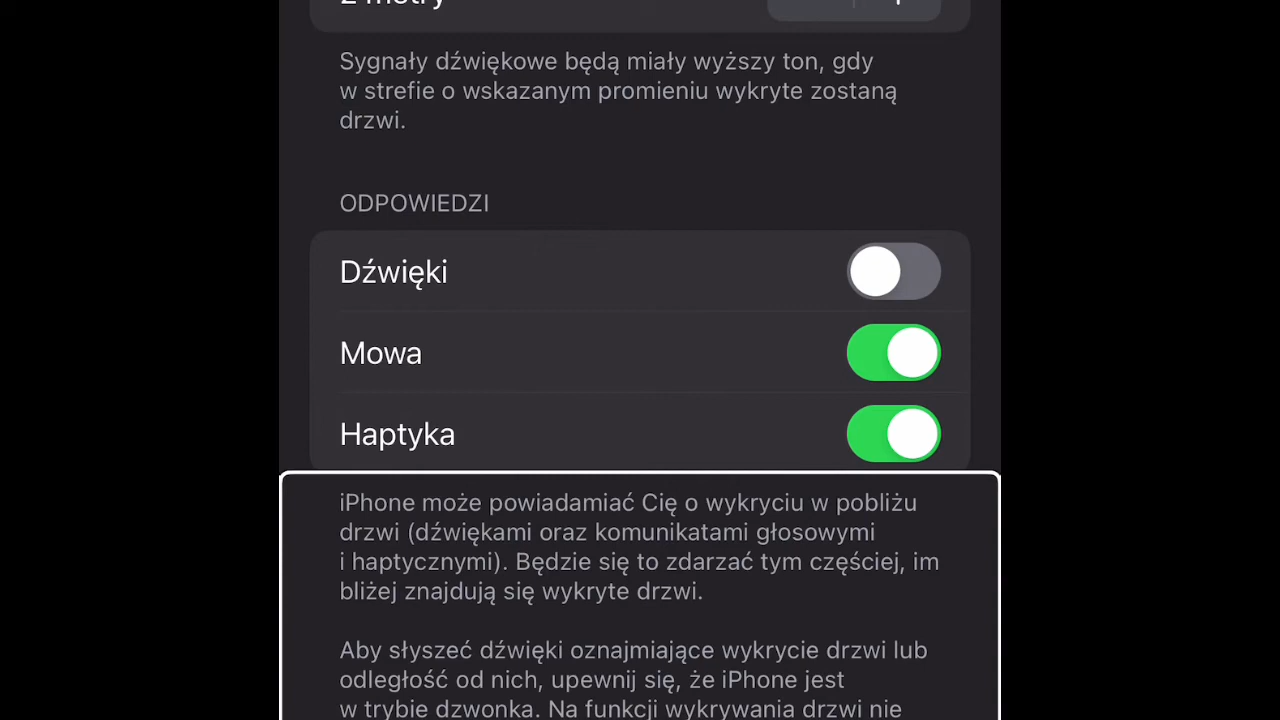 2 metry
Sygnały dźwiękowe będą miały wyższy ton, gdy
w strefie o wskazanym promieniu wykryte zostaną
drzwi.
ODPOWIEDZI
Dźwięki
Mowa
Haptyka
iPhone może powiadamiać Cię o wykryciu w pobliżu
drzwi (dźwiękami oraz komunikatami głosowymi
i haptycznymi). Będzie się to zdarzać tym częściej, im
bliżej znajdują się wykryte drzwi.
Aby słyszeć dźwięki oznajmiające wykrycie drzwi lub
odległość od nich, upewnij się, że iPhone jest
w trybie dzwonka. Na funkcji wykrywania drzwi nie